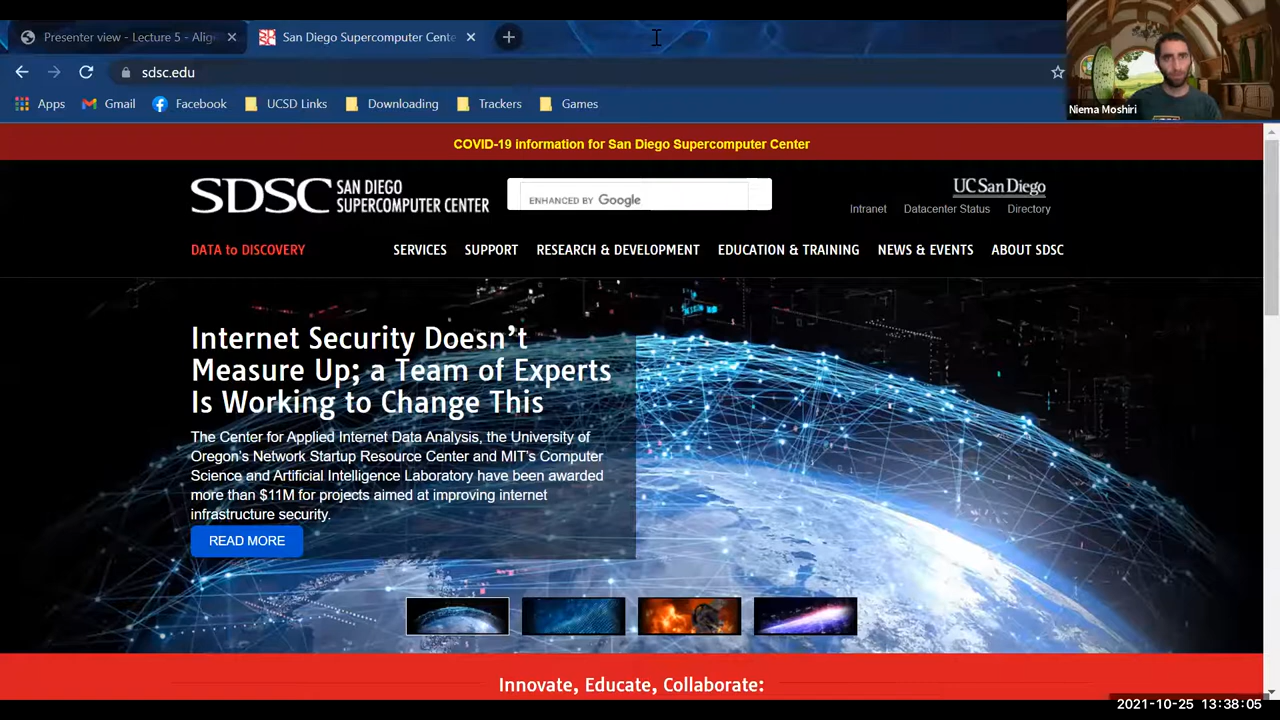 Presenter view - Lecture 5 - Alig
San Diego Supercomputer Cente
sdsc.edu
Apps
Gmail
Facebook
UCSD Links
Downloading
Trackers
Games
Niema Moshiri
COVID-19 information for San Diego Supercomputer Center
SDSC SAN DIEGO
SUPERCOMPUTER CENTER
ENHANCED BY Google
UC San Diego
Intranet
Datacenter Status
Directory
DATA to DISCOVERY
SERVICES
SUPPORT
RESEARCH & DEVELOPMENT
EDUCATION & TRAINING
NEWS & EVENTS
ABOUT SDSC
Internet Security Doesn't
Measure Up; a Team of Experts
Is Working to Change This
The Center for Applied Internet Data Analysis, the University of
Oregon's Network Startup Resource Center and MIT's Computer
Science and Artificial Intelligence Laboratory have been awarded
more than $11M for projects aimed at improving internet
infrastructure security.
READ MORE
Innovate, Educate, Collaborate:
2021-10-25 13:38:05